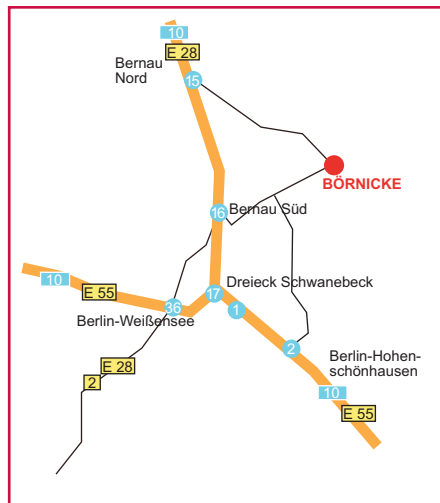 10
E 28
Bernau
Nord
15
BÖRNICKE
16
Bernau Süd
10
E 55
Dreieck Schwanebeck
17
36
1
Berlin-Weißensee
2
Berlin-Hohen-
schönhausen
E 28
2
10
E 55